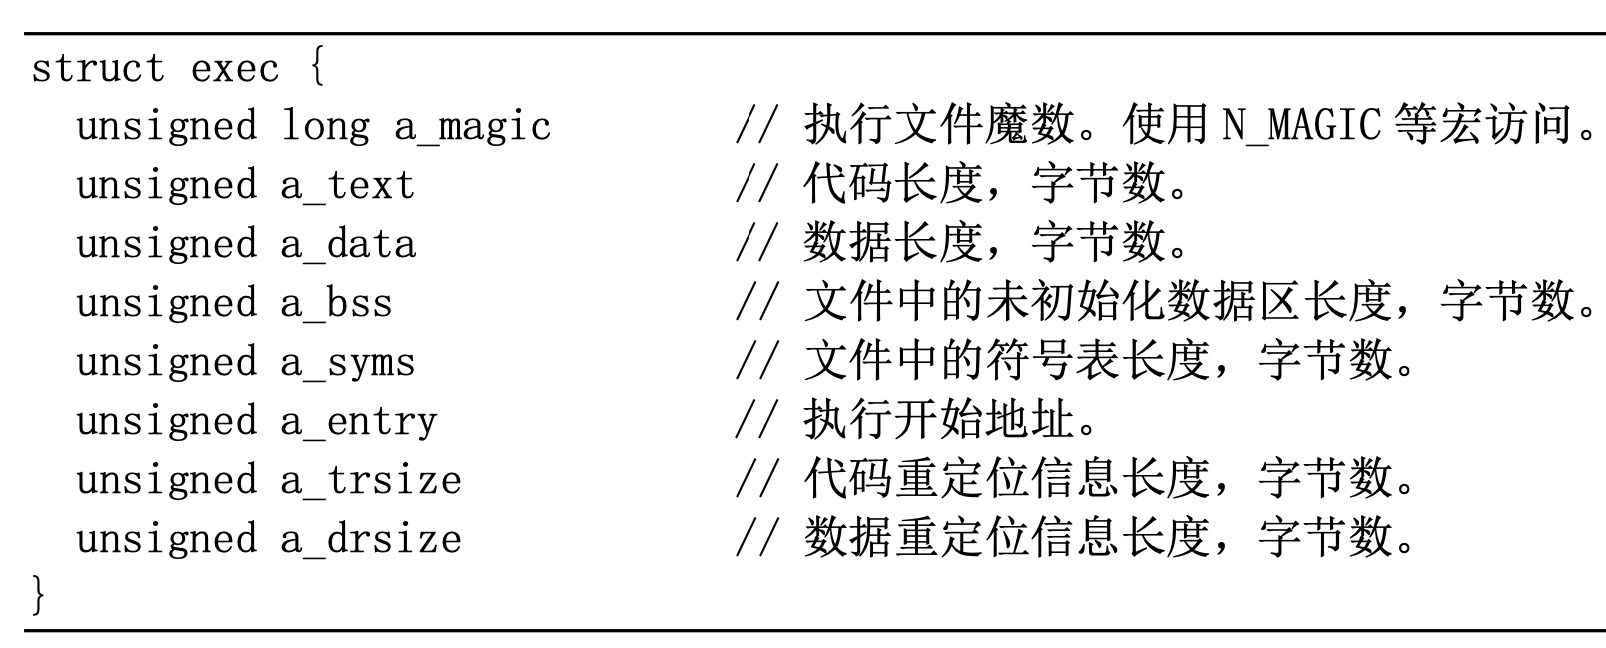 struct exec {
unsigned long a_magic // 执行文件魔数。使用 N_MAGIC 等宏访问。
unsigned a_text // 代码长度，字节数。
unsigned a_data // 数据长度，字节数。
unsigned a_bss // 文件中的未初始化数据区长度，字节数。
unsigned a_syms // 文件中的符号表长度，字节数。
unsigned a_entry // 执行开始地址。
unsigned a_trsize // 代码重定位信息长度，字节数。
unsigned a_drsize // 数据重定位信息长度，字节数。
}